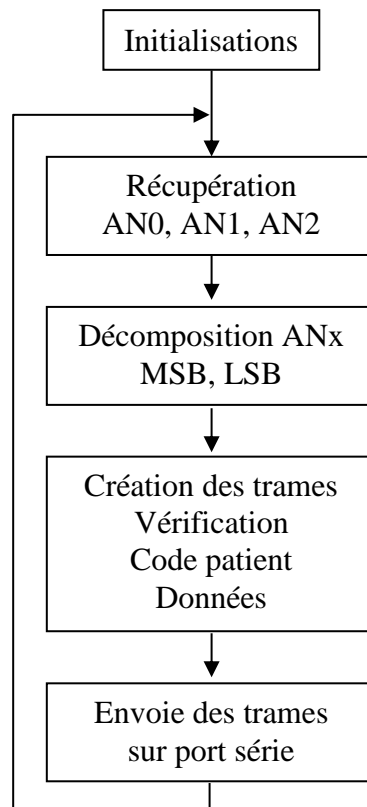 Initialisations
Récupération
AN0, AN1, AN2
Décomposition ANx
MSB, LSB
Création des trames
Vérification
Code patient
Données
Envoie des trames
sur port série